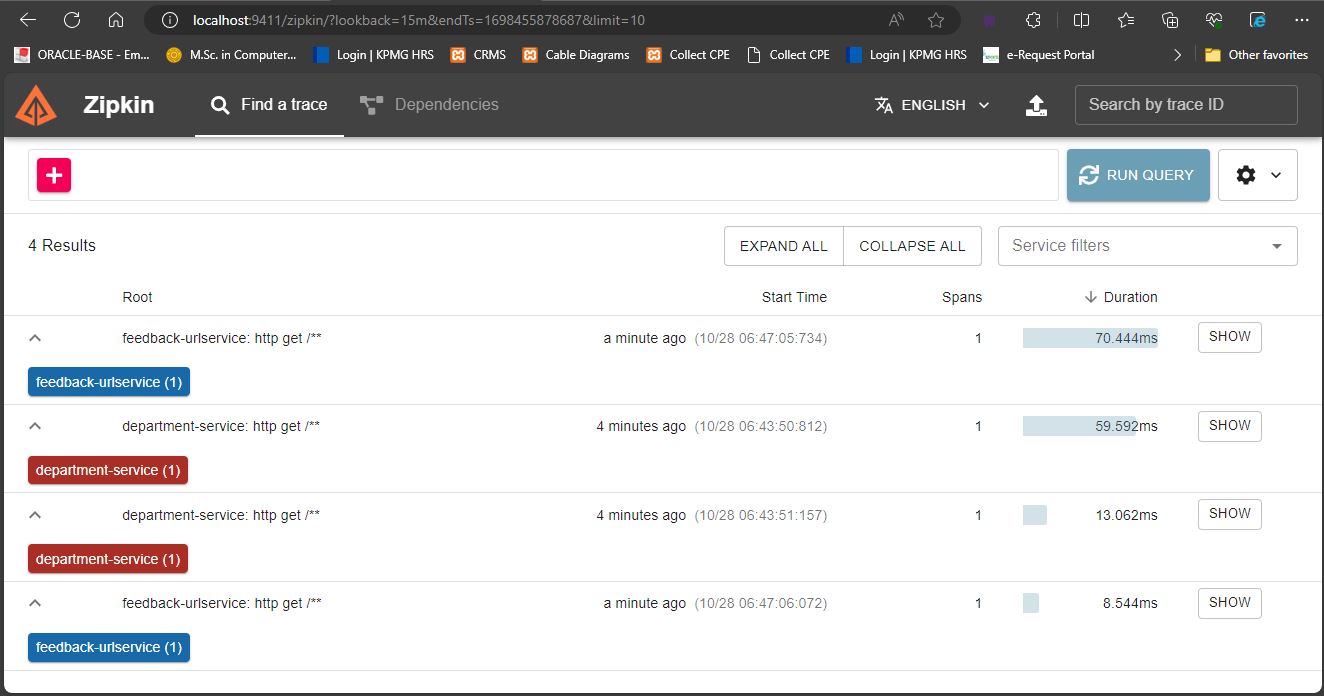 localhost:9411/zipkin/?lookback=15m&endTs=1698455878687&limit=10
ORACLE-BASE - Em... M.Sc. in Computer... Login | KPMG HRS CRMS Cable Diagrams Collect CPE Collect CPE Login | KPMG HRS e-Request Portal Other favorites
Zipkin Find a trace Dependencies ENGLISH Search by trace ID
RUN QUERY
4 Results EXPAND ALL COLLAPSE ALL Service filters
Root Start Time Spans Duration
feedback-urlservice: http get /** a minute ago (10/28 06:47:05:734) 1 70.444ms SHOW
feedback-urlservice (1)
department-service: http get /** 4 minutes ago (10/28 06:43:50:812) 1 59.592ms SHOW
department-service (1)
department-service: http get /** 4 minutes ago (10/28 06:43:51:157) 1 13.062ms SHOW
department-service (1)
feedback-urlservice: http get /** a minute ago (10/28 06:47:06:072) 1 8.544ms SHOW
feedback-urlservice (1)